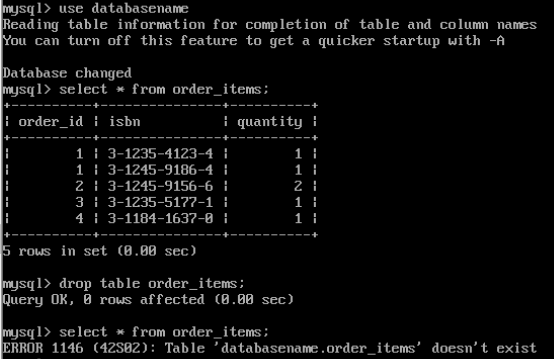 mysql> use databasename
Reading table information for completion of table and column names
You can turn off this feature to get a quicker startup with -A
Database changed
mysql> select * from order_items;
+----------+---------------+----------+
| order_id | isbn          | quantity |
+----------+---------------+----------+
|        1 | 3-1235-4123-4 |        1 |
|        1 | 3-1245-9186-4 |        1 |
|        2 | 3-1245-9156-6 |        2 |
|        3 | 3-1235-5177-1 |        1 |
|        4 | 3-1184-1637-0 |        1 |
+----------+---------------+----------+
5 rows in set (0.00 sec)
mysql> drop table order_items;
Query OK, 0 rows affected (0.00 sec)
mysql> select * from order_items;
ERROR 1146 (42S02): Table 'databasename.order_items' doesn't exist